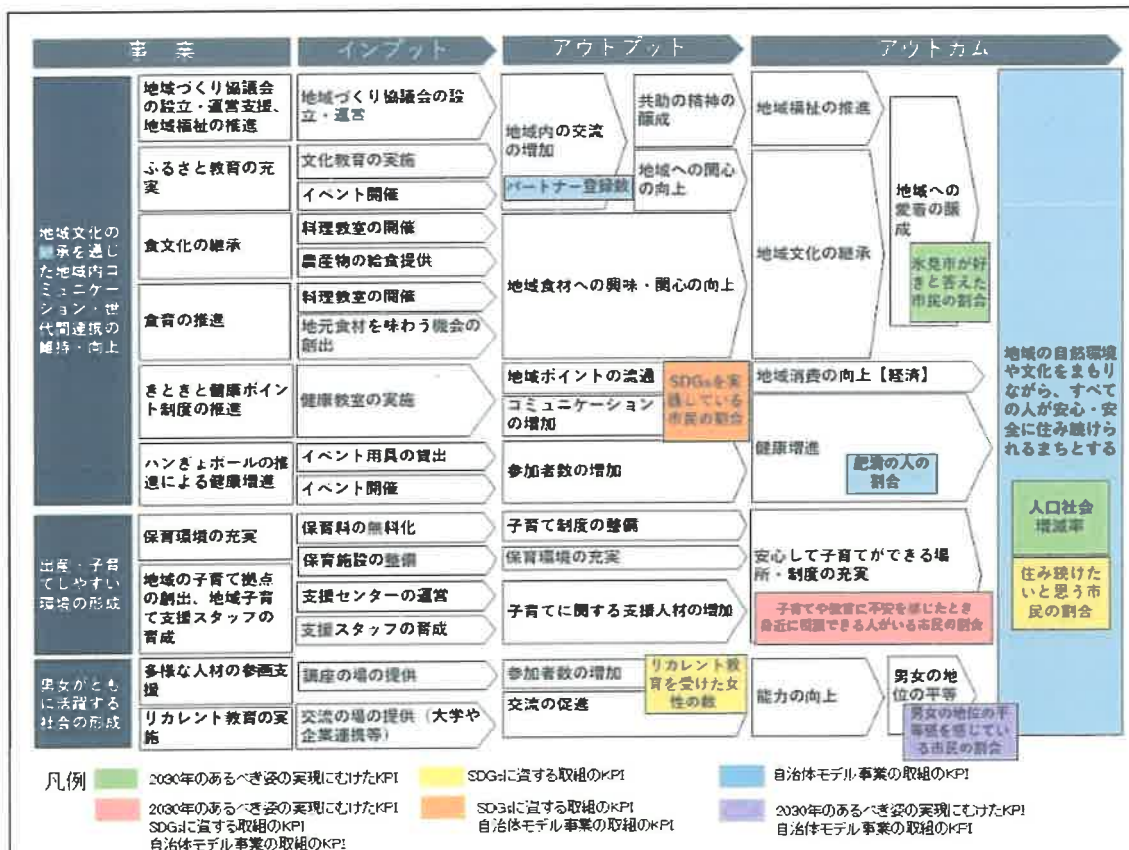 事業
インプット
アウトプット
アウトカム
地域文化の
継承を通じ
た地域内コ
ミュニケー
ション・世
代間連携の
維持・向上
地域づくり協議会
の設立・運営支援、
地域福祉の推進
地域づくり協議会の設
立・運営
地域内の交流
の増加
パートナー登録数
共助の精神の
醸成
地域への関心
の向上
地域福祉の推進
ふるさと教育の充
実
文化教育の実施
イベント開催
食文化の継承
料理教室の開催
農産物の給食提供
食育の推進
料理教室の開催
地元食材を味わう機会の
創出
地域食材への興味・関心の向上
地域文化の継承
地域への
愛着の醸
成
氷見市が好
きと答えた
市民の割合
きときと健康ポイン
ト制度の推進
健康教室の実施
地域ポイントの流通
コミュニケーション
の増加
SDGsを実
践している
市民の割合
地域消費の向上【経済】
ハンぎょボールの推
進による健康増進
イベント用具の貸出
イベント開催
参加者数の増加
健康増進
肥満の人の
割合
地域の自然環境
や文化をまもり
ながら、すべて
の人が安心・安
全に住み続けら
れるまちとする
人口社会
増減率
住み続けた
いと思う市
民の割合
出産・子育
てしやすい
環境の形成
保育環境の充実
保育料の無料化
保育施設の整備
子育て制度の整備
保育環境の充実
地域の子育て拠点
の創出、地域子育
て支援スタッフの
育成
支援センターの運営
支援スタッフの育成
子育てに関する支援人材の増加
安心して子育てができる場
所・制度の充実
子育てや教育に不安を感じたとき
身近に相談できる人がいる市民の割合
男女がとも
に活躍する
社会の形成
多様な人材の参画支
援
講座の場の提供
参加者数の増加
リカレント教育の実
施
交流の場の提供（大学や
企業連携等）
交流の促進
リカレント教
育を受けた女
性の数
能力の向上
男女の地
位の平等
男女の地位の平
等感を感じてい
る市民の割合
凡例
2030年のあるべき姿の実現にむけたKPI
SDGsに資する取組のKPI
自治体モデル事業の取組のKPI
2030年のあるべき姿の実現にむけたKPI
SDGsに資する取組のKPI
自治体モデル事業の取組のKPI
SDGsに資する取組のKPI
自治体モデル事業の取組のKPI
2030年のあるべき姿の実現にむけたKPI
自治体モデル事業の取組のKPI